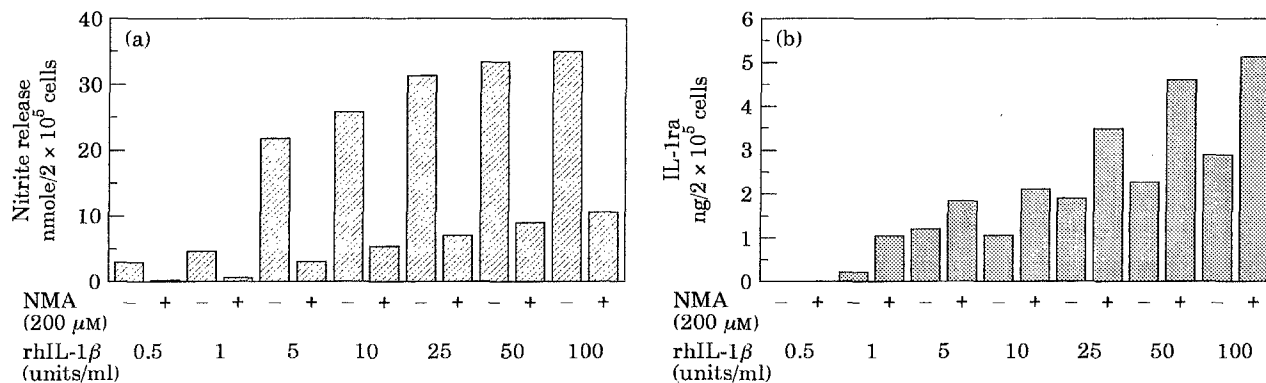 (a)
Nitrite release
nmole/2 × 10⁵ cells
40
30
20
10
0
NMA – + – + – + – + – + – + – +
(200 μM)
rhIL-1β 0.5 1 5 10 25 50 100
(units/ml)
(b)
IL-1ra
ng/2 × 10⁵ cells
6
5
4
3
2
1
0
NMA – + – + – + – + – + – + – +
(200 μM)
rhIL-1β 0.5 1 5 10 25 50 100
(units/ml)